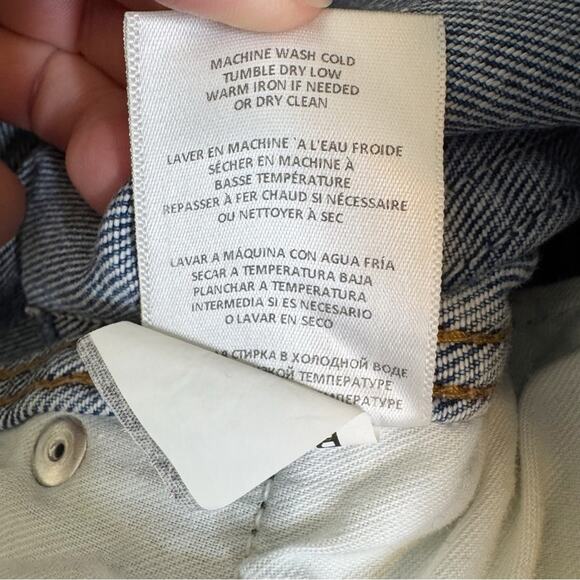 MACHINE WASH COLD
TUMBLE DRY LOW
WARM IRON IF NEEDED
OR DRY CLEAN
LAVER EN MACHINE `A L'EAU FROIDE
SÉCHER EN MACHINE À
BASSE TEMPÉRATURE
REPASSER À FER CHAUD SI NÉCESSAIRE
OU NETTOYER À SEC
LAVAR A MÁQUINA CON AGUA FRÍA
SECAR A TEMPERATURA BAJA
PLANCHAR A TEMPERATURA
INTERMEDIA SI ES NECESARIO
O LAVAR EN SECO
СТИРКА В ХОЛОДНОЙ ВОДЕ
ТЕМПЕРАТУРЕ